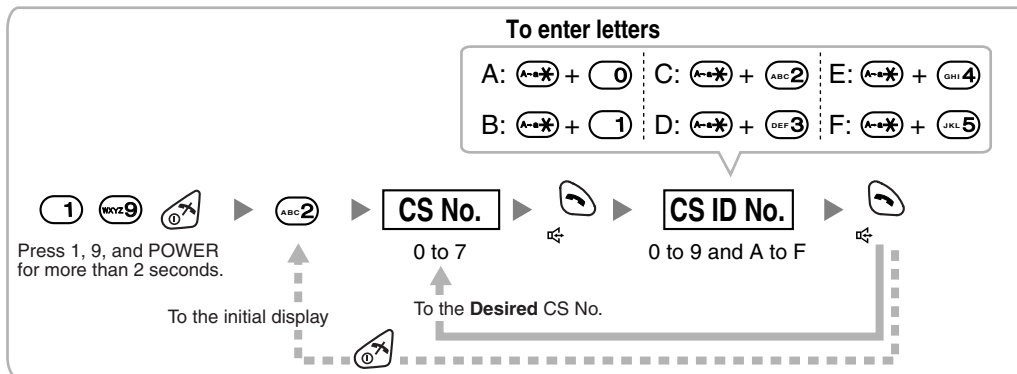 To enter letters
A: A-a✱ + 0 C: A-a✱ + ABC2 E: A-a✱ + GHI4
B: A-a✱ + 1 D: A-a✱ + DEF3 F: A-a✱ + JKL5
1 WXYZ9 ABC2 CS No. CS ID No.
Press 1, 9, and POWER
for more than 2 seconds.
0 to 7 0 to 9 and A to F
To the initial display
To the Desired CS No.